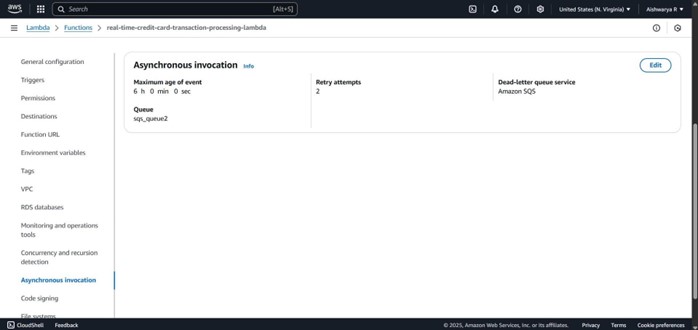 aws
Search
[Alt+S]
United States (N. Virginia)
Aishwarya R
Lambda > Functions > real-time-credit-card-transaction-processing-lambda
General configuration
Triggers
Permissions
Destinations
Function URL
Environment variables
Tags
VPC
RDS databases
Monitoring and operations
tools
Concurrency and recursion
detection
Asynchronous invocation
Code signing
File systems
Asynchronous invocation Info
Edit
Maximum age of event
6 h 0 min 0 sec
Retry attempts
2
Dead-letter queue service
Amazon SQS
Queue
sqs_queue2
CloudShell Feedback
© 2025, Amazon Web Services, Inc. or its affiliates. Privacy Terms Cookie preferences